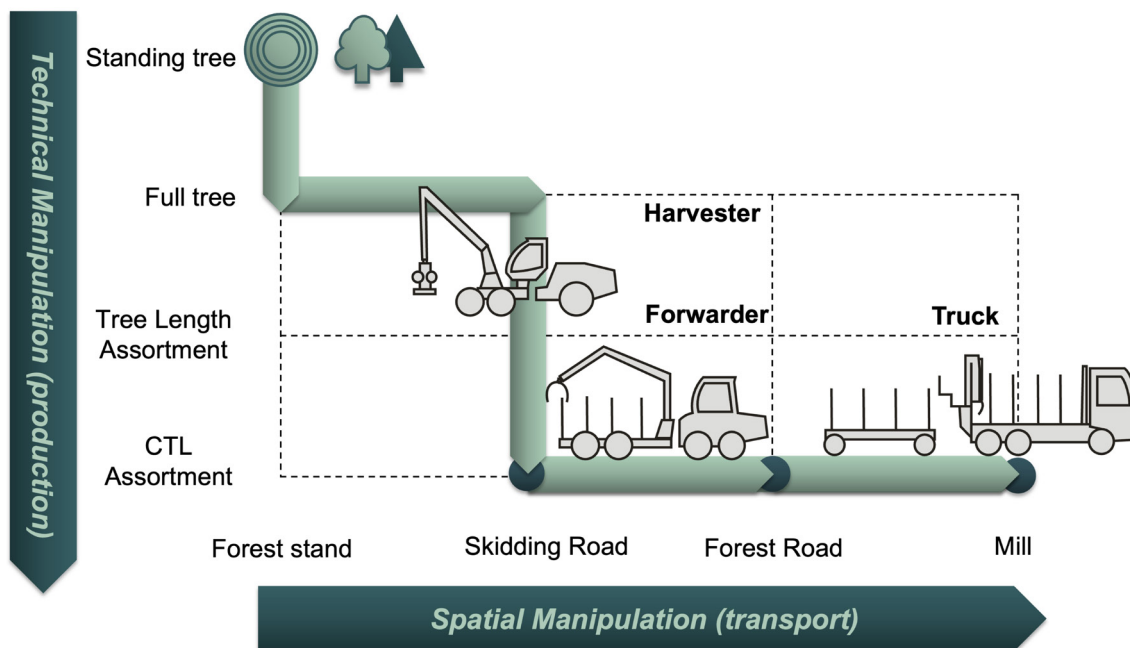 Technical Manipulation (production)
Standing tree
Full tree
Harvester
Tree Length
Assortment
Forwarder
Truck
CTL
Assortment
Forest stand
Skidding Road
Forest Road
Mill
Spatial Manipulation (transport)